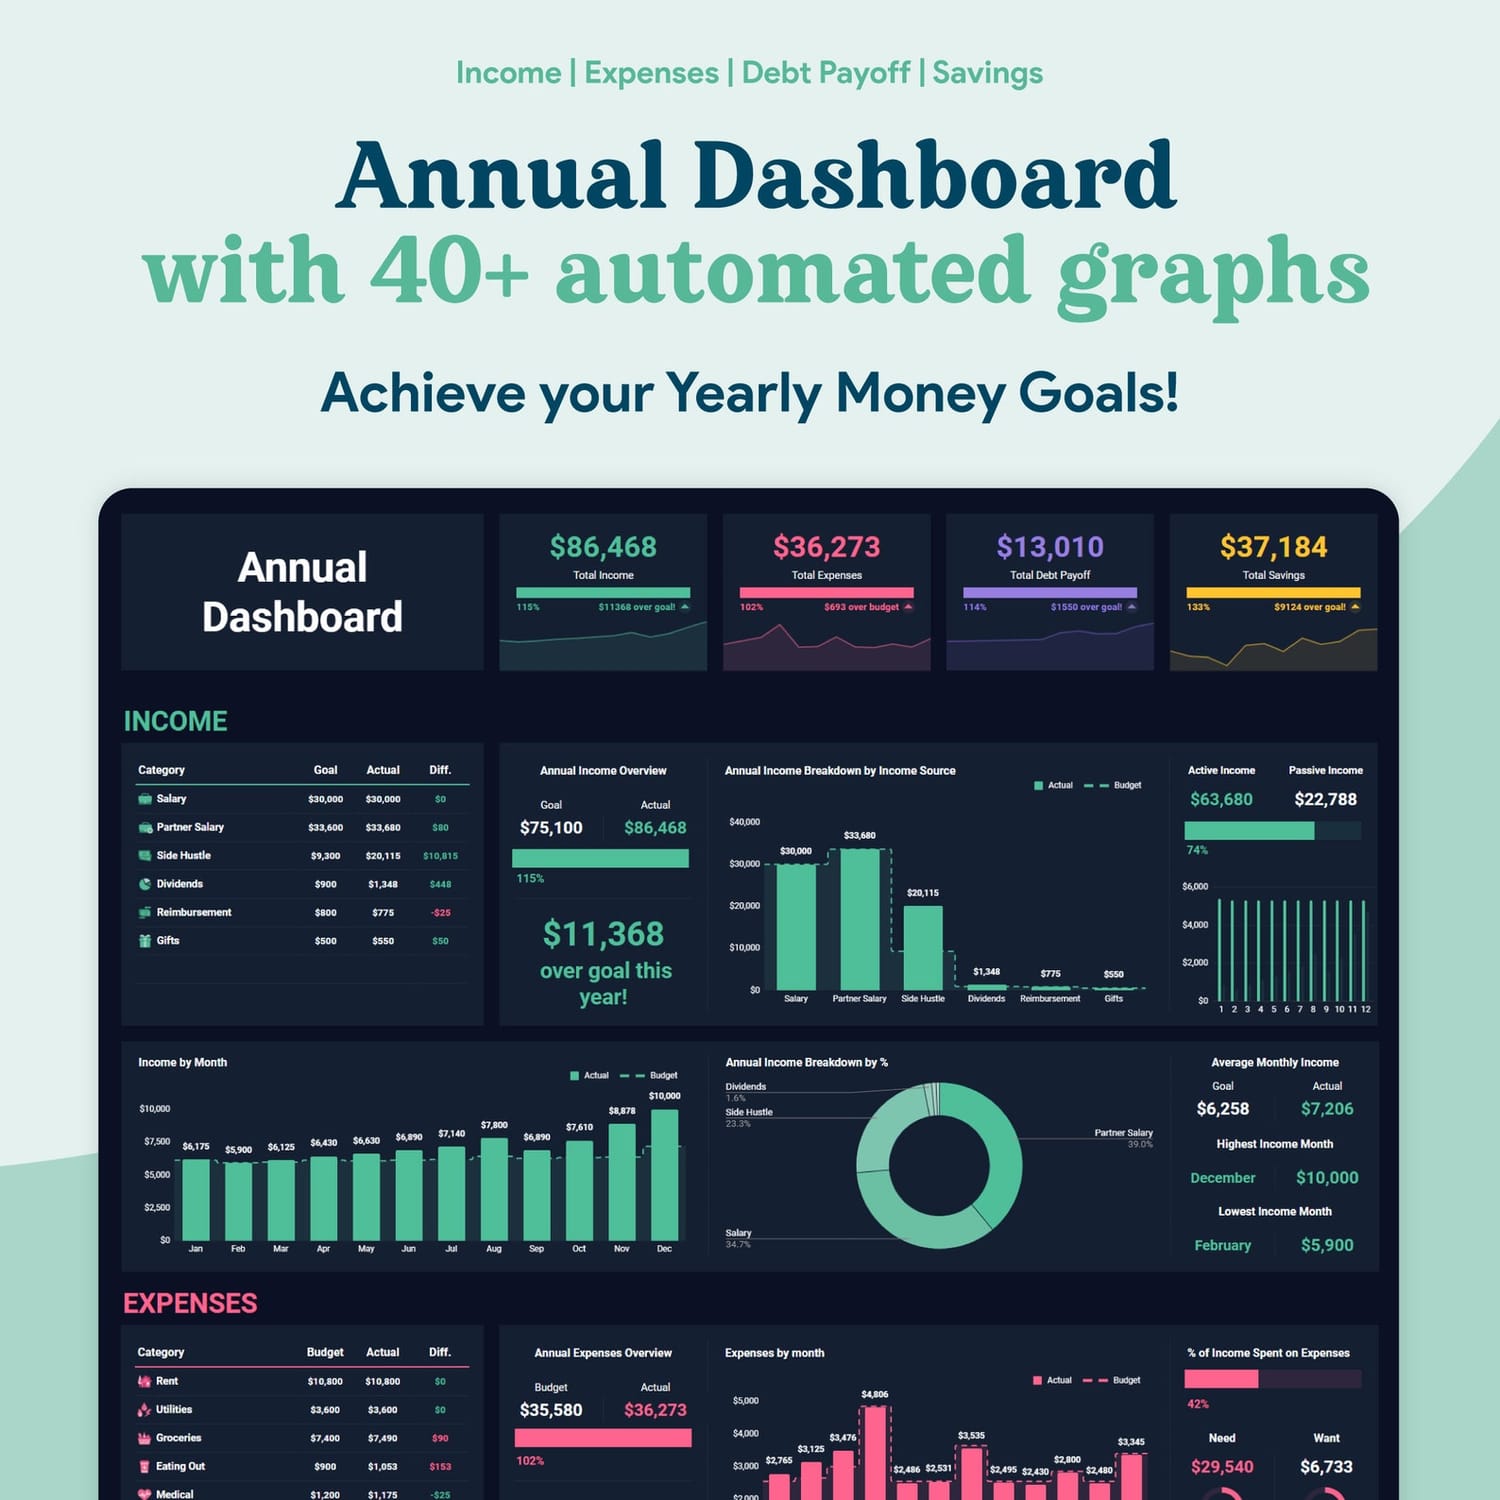 Income | Expenses | Debt Payoff | Savings
Annual Dashboard
with 40+ automated graphs
Achieve your Yearly Money Goals!
Annual
Dashboard
$86,468
Total Income
115% $11368 over goal!
$36,273
Total Expenses
102% $693 over budget
$13,010
Total Debt Payoff
114% $1550 over goal!
$37,184
Total Savings
133% $9124 over goal!
INCOME
Category Goal Actual Diff.
Salary $30,000 $30,000 $0
Partner Salary $33,600 $33,680 $80
Side Hustle $9,300 $20,115 $10,815
Dividends $900 $1,348 $448
Reimbursement $800 $775 -$25
Gifts $500 $550 $50
Annual Income Overview
Goal Actual
$75,100 $86,468
115%
$11,368
over goal this
year!
Annual Income Breakdown by Income Source
Actual Budget
$40,000
$30,000
$20,000
$10,000
$0
$30,000
$33,680
$20,115
$1,348
$775
$550
Salary Partner Salary Side Hustle Dividends Reimbursement Gifts
Active Income Passive Income
$63,680 $22,788
74%
$6,000
$4,000
$2,000
$0
1 2 3 4 5 6 7 8 9 10 11 12
Income by Month
Actual Budget
$10,000
$7,500
$5,000
$2,500
$0
$6,175 $5,900 $6,125 $6,430 $6,630 $6,890 $7,140 $7,800 $6,890 $7,610 $8,878 $10,000
Jan Feb Mar Apr May Jun Jul Aug Sep Oct Nov Dec
Annual Income Breakdown by %
Dividends
1.6%
Side Hustle
23.3%
Partner Salary
39.0%
Salary
34.7%
Average Monthly Income
Goal Actual
$6,258 $7,206
Highest Income Month
December $10,000
Lowest Income Month
February $5,900
EXPENSES
Category Budget Actual Diff.
Rent $10,800 $10,800 $0
Utilities $3,600 $3,600 $0
Groceries $7,400 $7,490 $90
Eating Out $900 $1,053 $153
Medical $1,200 $1,175 -$25
Annual Expenses Overview
Budget Actual
$35,580 $36,273
102%
Expenses by month
Actual Budget
$5,000
$4,000
$3,000
$2,000
$2,765 $3,125 $3,476 $4,806 $2,486 $2,531 $3,535 $2,495 $2,430 $2,800 $2,480 $3,345
% of Income Spent on Expenses
42%
Need Want
$29,540 $6,733